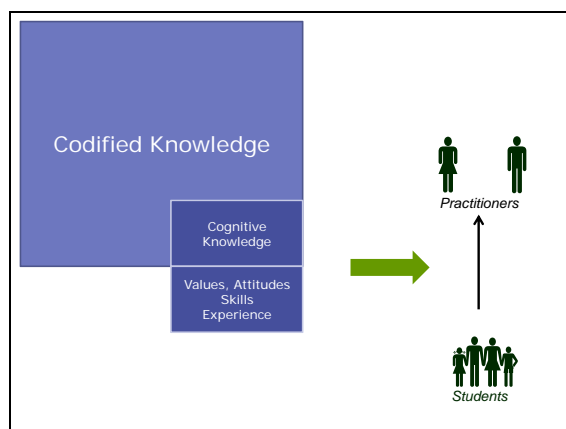 Codified Knowledge
Cognitive
Knowledge
Values, Attitudes
Skills
Experience
Practitioners
Students